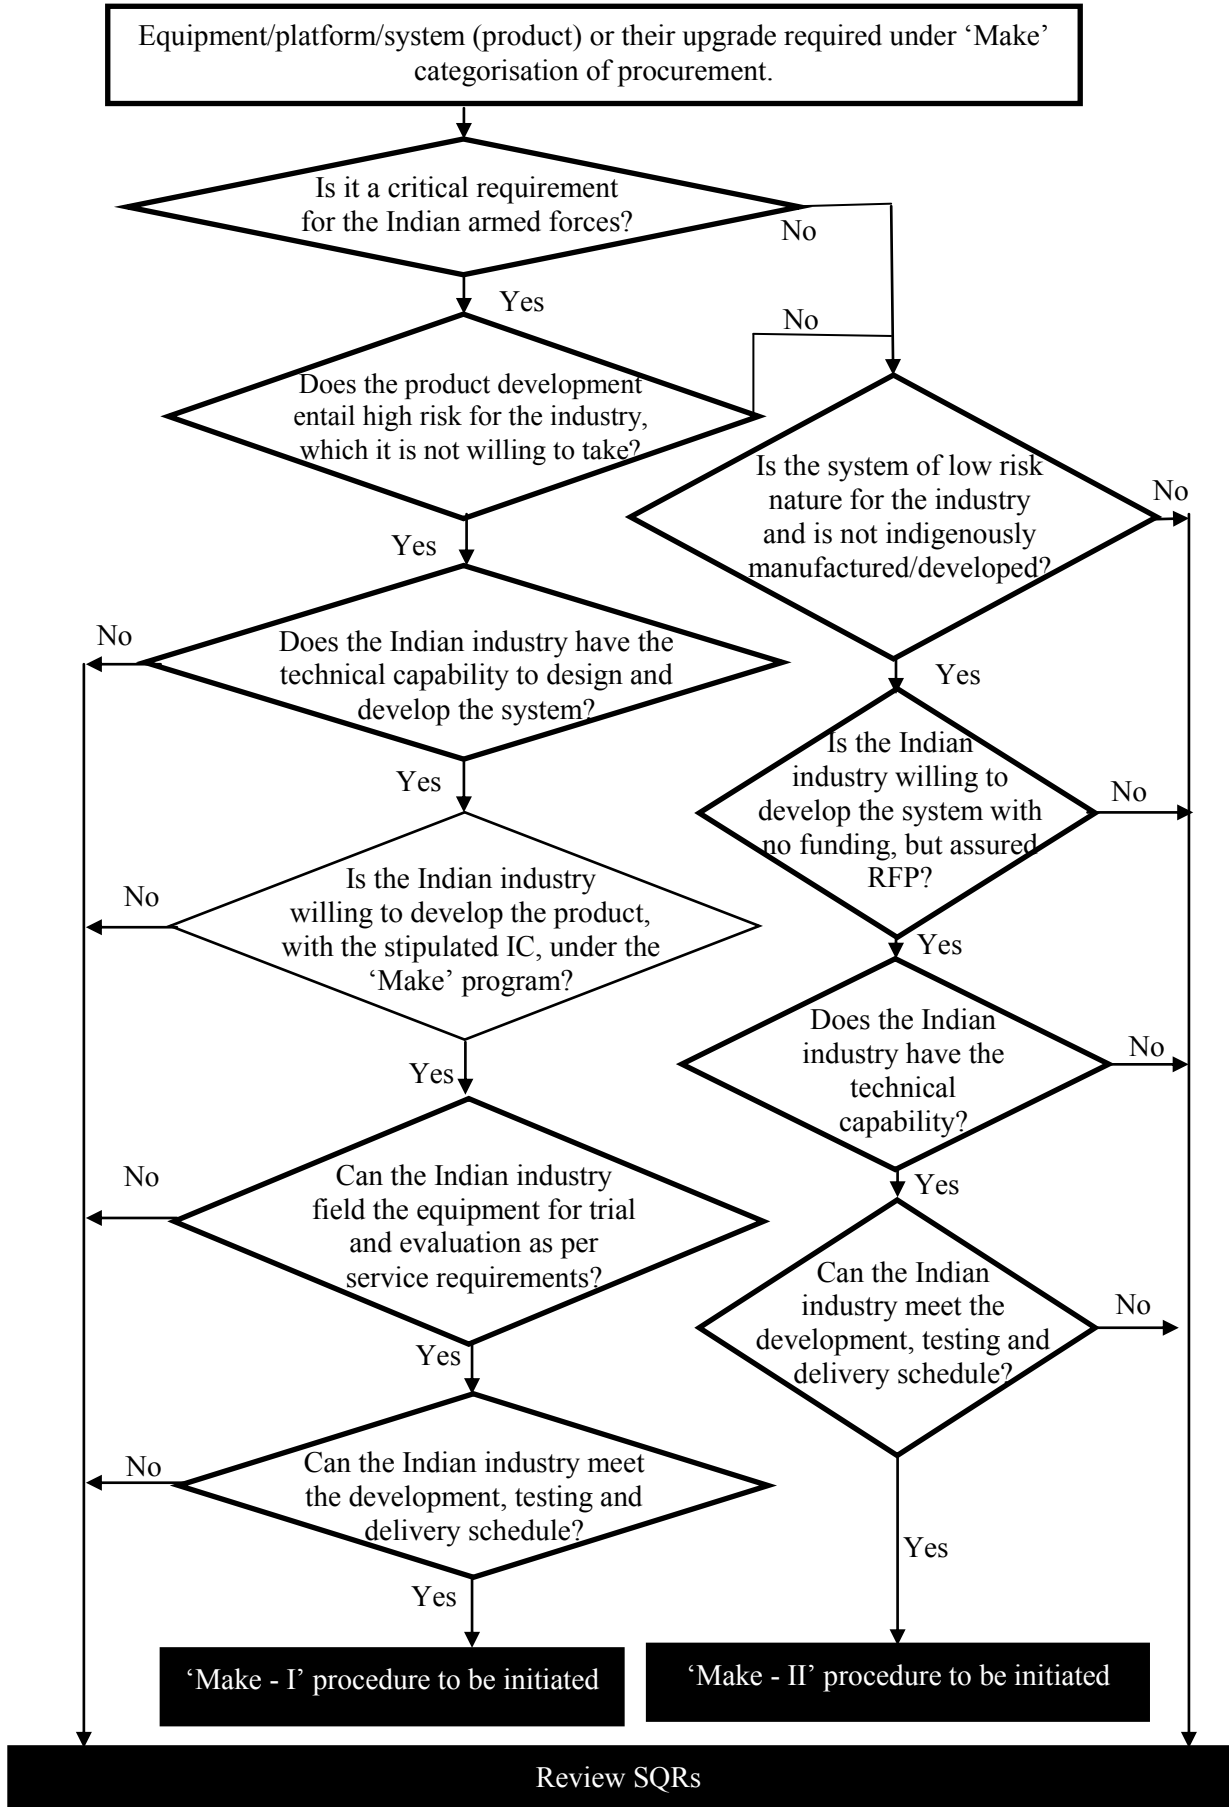 Equipment/platform/system (product) or their upgrade required under ‘Make’
categorisation of procurement.
Is it a critical requirement
for the Indian armed forces?
No
Yes
No
Does the product development
entail high risk for the industry,
which it is not willing to take?
Is the system of low risk
nature for the industry
and is not indigenously
manufactured/developed?
No
Yes
No
Does the Indian industry have the
technical capability to design and
develop the system?
Yes
Is the Indian
industry willing to
develop the system with
no funding, but assured
RFP?
No
Yes
No
Is the Indian industry
willing to develop the product,
with the stipulated IC, under the
‘Make’ program?
Yes
Does the Indian
industry have the
technical
capability?
No
Yes
No
Can the Indian industry
field the equipment for trial
and evaluation as per
service requirements?
Yes
Can the Indian
industry meet the
development, testing and
delivery schedule?
No
Yes
No
Can the Indian industry meet
the development, testing and
delivery schedule?
Yes
Yes
‘Make - I’ procedure to be initiated
‘Make - II’ procedure to be initiated
Review SQRs